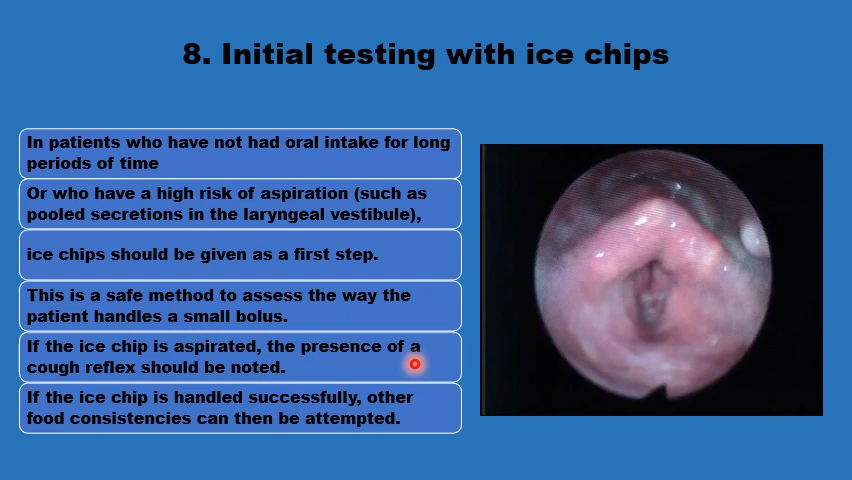 8. Initial testing with ice chips
In patients who have not had oral intake for long
periods of time
Or who have a high risk of aspiration (such as
pooled secretions in the laryngeal vestibule),
ice chips should be given as a first step.
This is a safe method to assess the way the
patient handles a small bolus.
If the ice chip is aspirated, the presence of a
cough reflex should be noted.
If the ice chip is handled successfully, other
food consistencies can then be attempted.